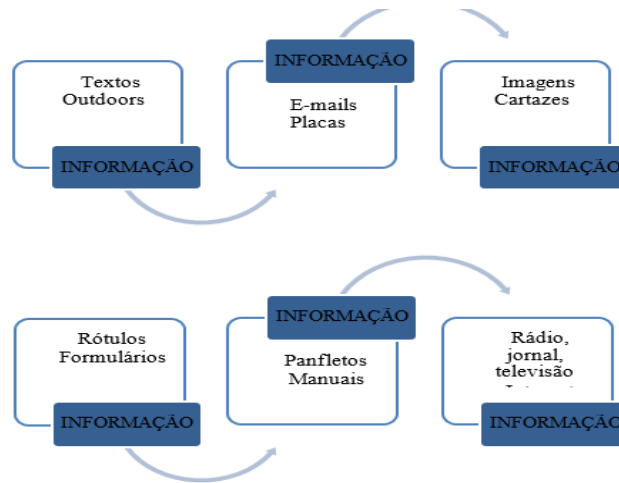 Textos
Outdoors
INFORMAÇÃO
INFORMAÇÃO
E-mails
Placas
Imagens
Cartazes
INFORMAÇÃO
Rótulos
Formulários
INFORMAÇÃO
INFORMAÇÃO
Panfletos
Manuais
Rádio,
jornal,
televisão
INFORMAÇÃO